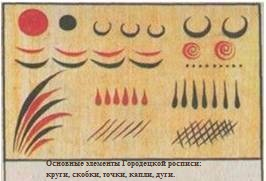 Основные элементы Городецкой росписи:
круги, скобки, точки, капли, дуги.